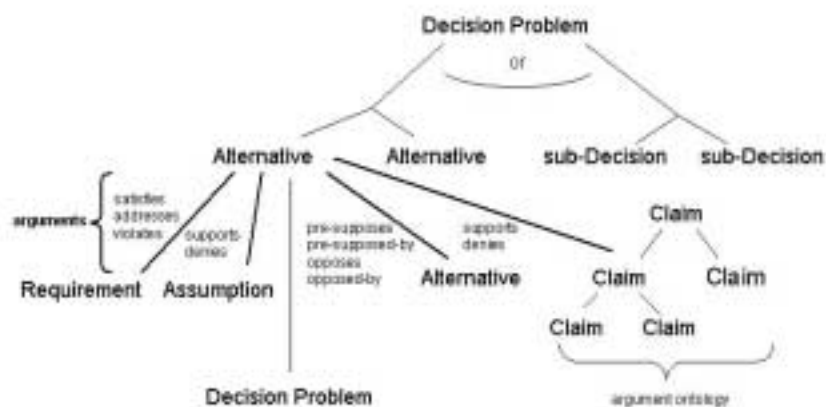 Decision Problem
or
Alternative
Alternative
sub-Decision
sub-Decision
arguments
satisfies
addresses
violates
supports
denies
pre-supposes
pre-supposed-by
opposes
opposed-by
supports
denies
Claim
Requirement
Assumption
Alternative
Claim
Claim
Claim
Claim
Decision Problem
argument ontology